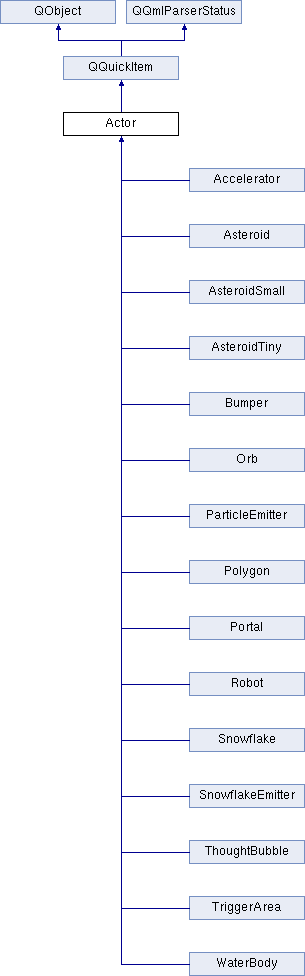 QObject
QQmlParserStatus
QQuickItem
Actor
Accelerator
Asteroid
AsteroidSmall
AsteroidTiny
Bumper
Orb
ParticleEmitter
Polygon
Portal
Robot
Snowflake
SnowflakeEmitter
ThoughtBubble
TriggerArea
WaterBody